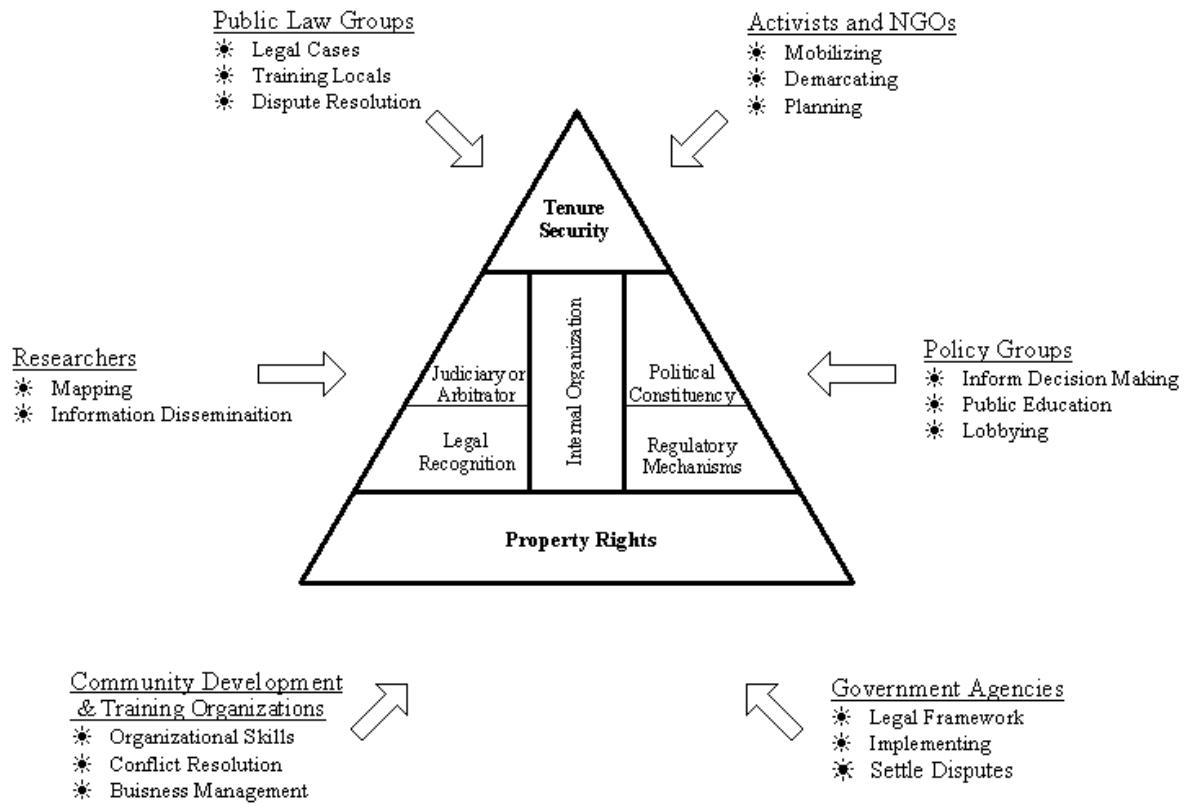 Public Law Groups
Legal Cases
Training Locals
Dispute Resolution
Activists and NGOs
Mobilizing
Demarcating
Planning
Tenure
Security
Researchers
Mapping
Information Disseminaition
Judiciary or
Arbitrator
Legal
Recognition
Internal Organization
Political
Constituency
Regulatory
Mechanisms
Policy Groups
Inform Decision Making
Public Education
Lobbying
Property Rights
Community Development
& Training Organizations
Organizational Skills
Conflict Resolution
Buisness Management
Government Agencies
Legal Framework
Implementing
Settle Disputes